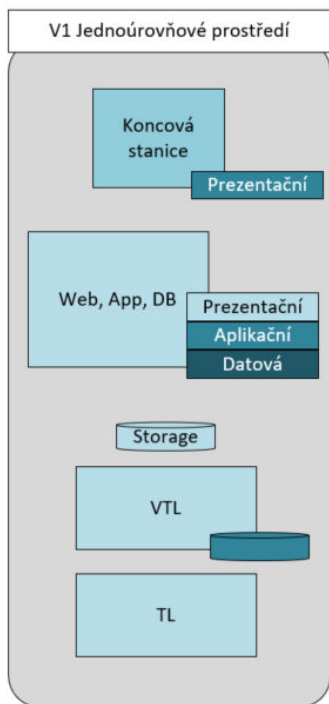 V1 Jednoúrovňové prostředí
Koncová
stanice
Prezentační
Web, App, DB
Prezentační
Aplikační
Datová
Storage
VTL
TL